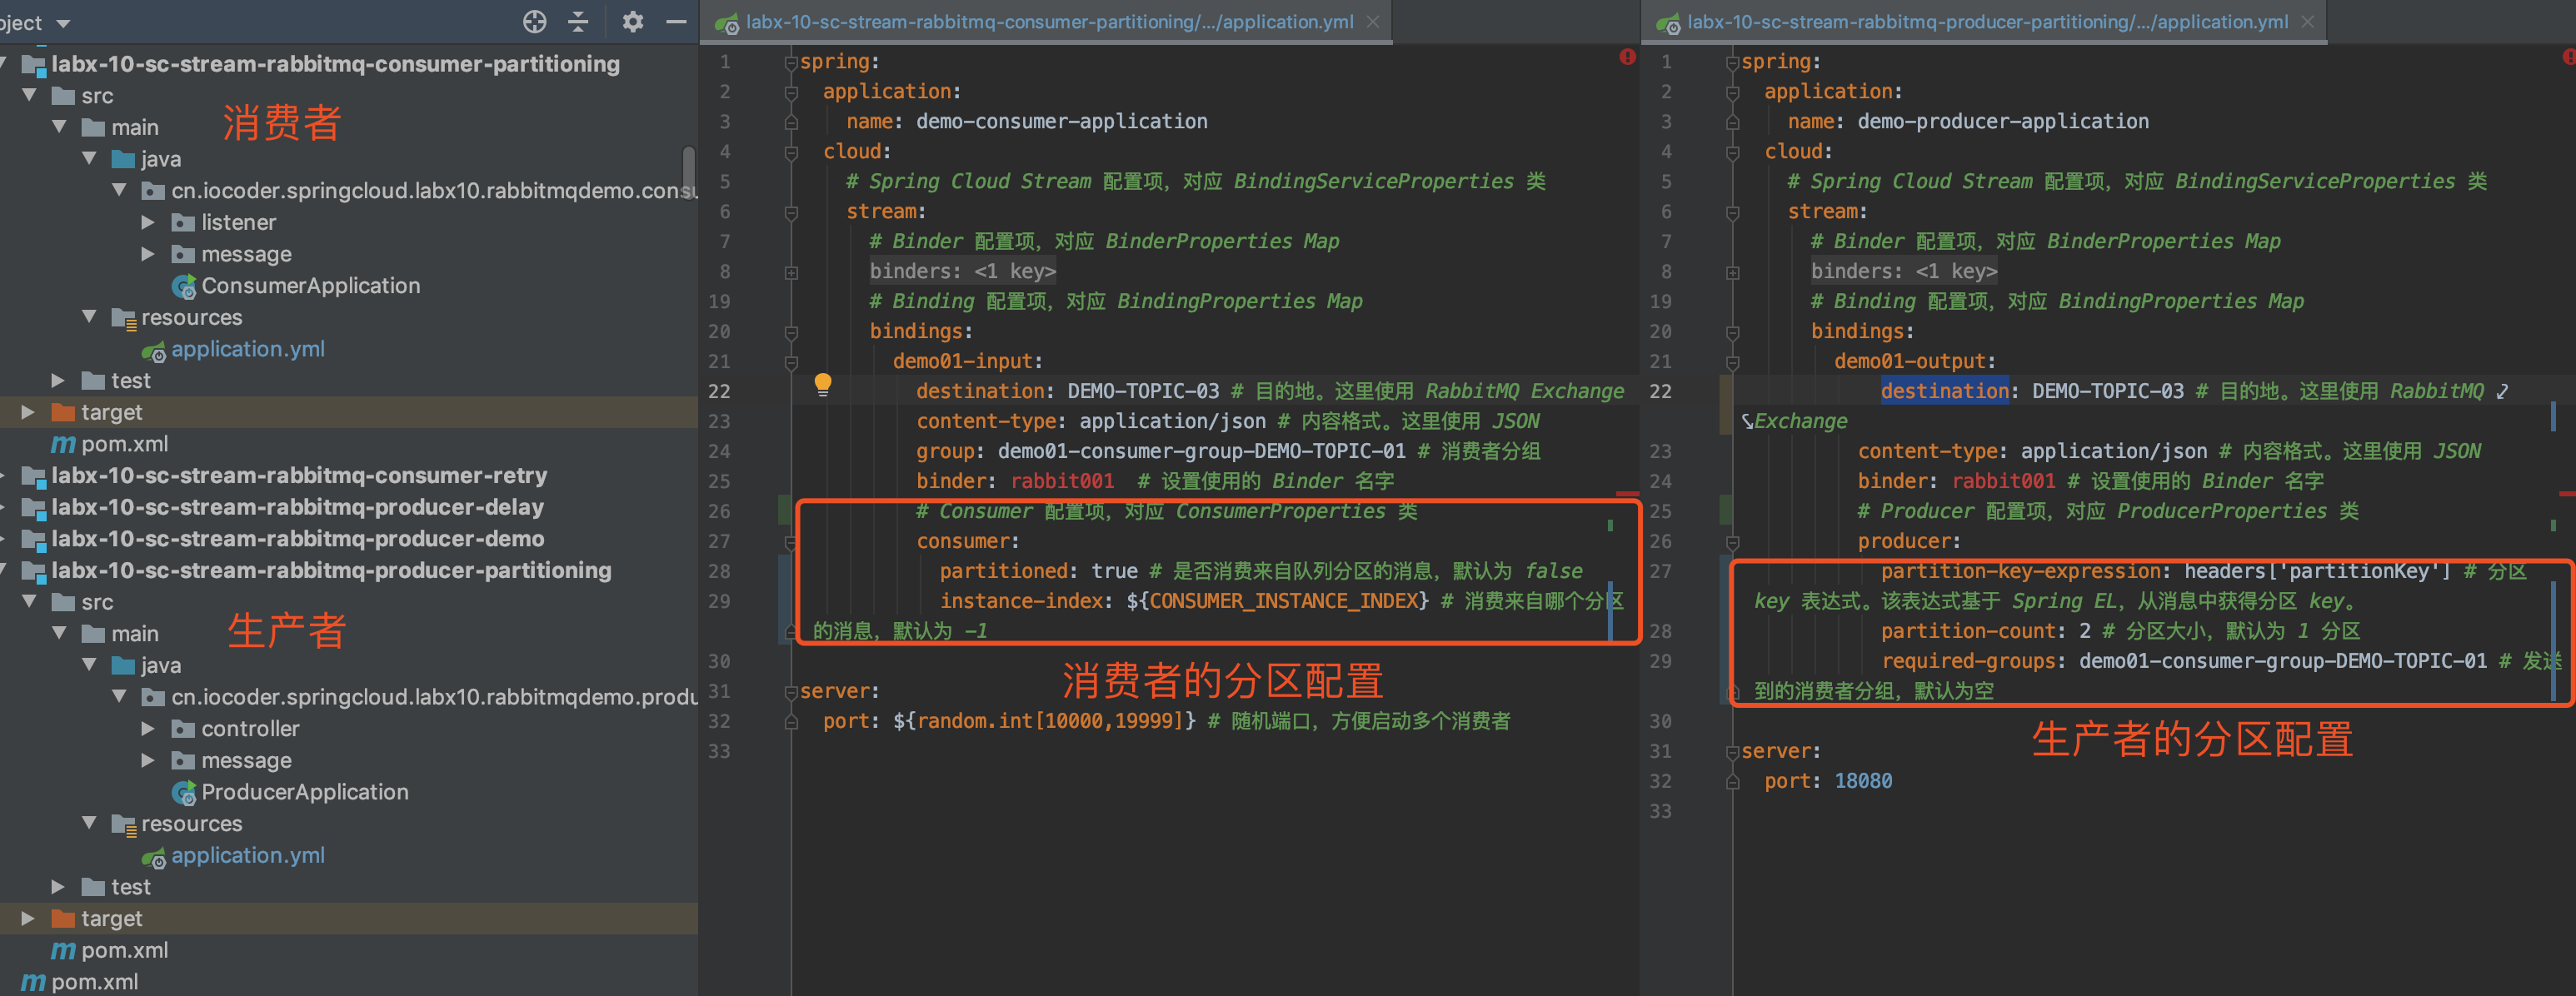 oject
labx-10-sc-stream-rabbitmq-consumer-partitioning
src
消费者
main
java
cn.iocoder.springcloud.labx10.rabbitmqdemo.consu
listener
message
ConsumerApplication
resources
application.yml
test
target
pom.xml
labx-10-sc-stream-rabbitmq-consumer-retry
labx-10-sc-stream-rabbitmq-producer-delay
labx-10-sc-stream-rabbitmq-producer-demo
labx-10-sc-stream-rabbitmq-producer-partitioning
src
生产者
main
java
cn.iocoder.springcloud.labx10.rabbitmqdemo.produ
controller
message
ProducerApplication
resources
application.yml
test
target
pom.xml
pom.xml
labx-10-sc-stream-rabbitmq-consumer-partitioning/.../application.yml
1 spring:
2 application:
3 name: demo-consumer-application
4 cloud:
5 # Spring Cloud Stream 配置项，对应 BindingServiceProperties 类
6 stream:
7 # Binder 配置项，对应 BinderProperties Map
8 binders: <1 key>
19 # Binding 配置项，对应 BindingProperties Map
20 bindings:
21 demo01-input:
22 destination: DEMO-TOPIC-03 # 目的地。这里使用 RabbitMQ Exchange
23 content-type: application/json # 内容格式。这里使用 JSON
24 group: demo01-consumer-group-DEMO-TOPIC-01 # 消费者分组
25 binder: rabbit001 # 设置使用的 Binder 名字
26 # Consumer 配置项，对应 ConsumerProperties 类
27 consumer:
28 partitioned: true # 是否消费来自队列分区的消息，默认为 false
29 instance-index: ${CONSUMER_INSTANCE_INDEX} # 消费来自哪个分区
的消息，默认为 -1
30
消费者的分区配置
31 server:
32 port: ${random.int[10000,19999]} # 随机端口，方便启动多个消费者
33
labx-10-sc-stream-rabbitmq-producer-partitioning/.../application.yml
1 spring:
2 application:
3 name: demo-producer-application
4 cloud:
5 # Spring Cloud Stream 配置项，对应 BindingServiceProperties 类
6 stream:
7 # Binder 配置项，对应 BinderProperties Map
8 binders: <1 key>
19 # Binding 配置项，对应 BindingProperties Map
20 bindings:
21 demo01-output:
22 destination: DEMO-TOPIC-03 # 目的地。这里使用 RabbitMQ
Exchange
23 content-type: application/json # 内容格式。这里使用 JSON
24 binder: rabbit001 # 设置使用的 Binder 名字
25 # Producer 配置项，对应 ProducerProperties 类
26 producer:
27 partition-key-expression: headers['partitionKey'] # 分区
key 表达式。该表达式基于 Spring EL，从消息中获得分区 key。
28 partition-count: 2 # 分区大小，默认为 1 分区
29 required-groups: demo01-consumer-group-DEMO-TOPIC-01 # 发送
到的消费者分组，默认为空
30
生产者的分区配置
31 server:
32 port: 18080
33